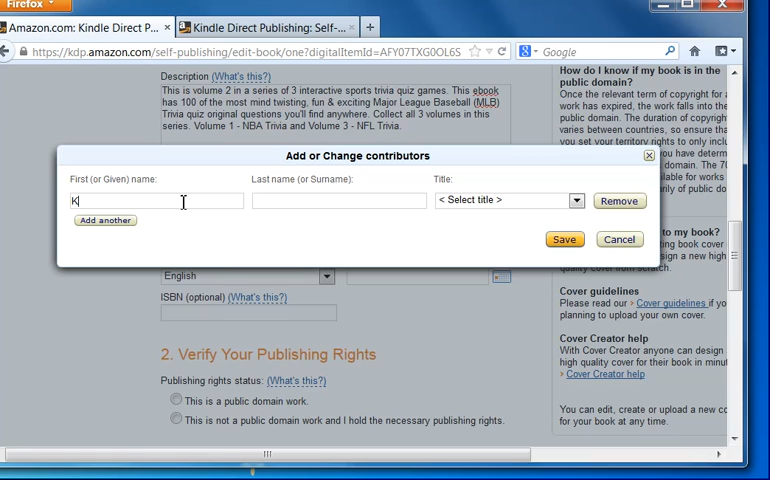 Firefox
Amazon.com: Kindle Direct P... ×
Kindle Direct Publishing: Self-... ×
+
https://kdp.amazon.com/self-publishing/edit-book/one?digitalItemId=AFY07TXG0OL6S
Google
Description (What's this?)
This is volume 2 in a series of 3 interactive sports trivia quiz games. This ebook
has 100 of the most mind twisting, fun & exciting Major League Baseball (MLB)
Trivia quiz original questions you'll find anywhere. Collect all 3 volumes in this
series. Volume 1 - NBA Trivia and Volume 3 - NFL Trivia.
How do I know if my book is in the
public domain?
Once the relevant term of copyright for a
work has expired, the work falls into the
public domain. The duration of copyright
varies between countries, so ensure tha
you set your territory rights to only inclu
Add or Change contributors
First (or Given) name:
Last name (or Surname):
Title:
K
< Select title >
Remove
Add another
Save
Cancel
English
ISBN (optional) (What's this?)
2. Verify Your Publishing Rights
Publishing rights status: (What's this?)
This is a public domain work.
This is not a public domain work and I hold the necessary publishing rights.
to my book?
quality cover from scratch.
Cover guidelines
Please read our > Cover guidelines if yo
planning to upload your own cover.
Cover Creator help
With Cover Creator anyone can design
high quality cover for their book in minut
> Cover Creator help
You can edit, create or upload a new co
for your book at any time.